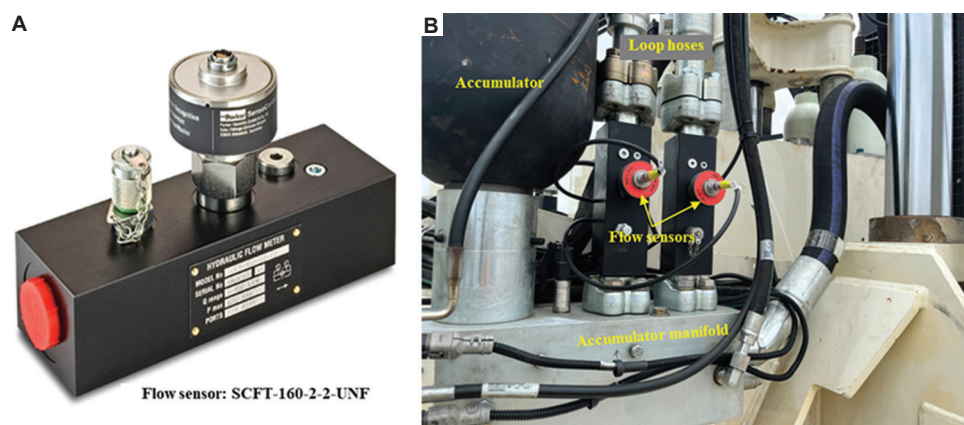 A
HYDRAULIC FLOW METER
MODEL No
SERIAL No
Q range
P max
PORTS
Flow sensor: SCFT-160-2-2-UNF
B
Loop hoses
Accumulator
Flow sensors
Accumulator manifold